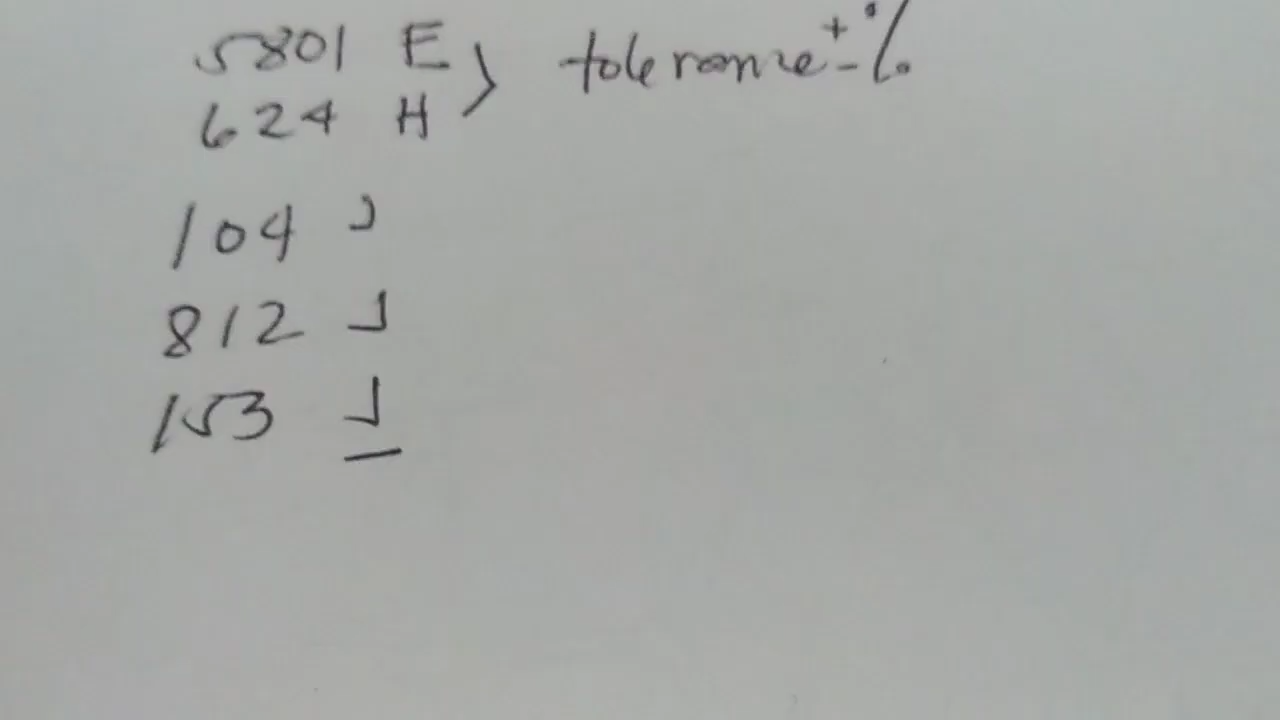 5801 E } tolerance ± %
624 H
104 J
812 J
153 J